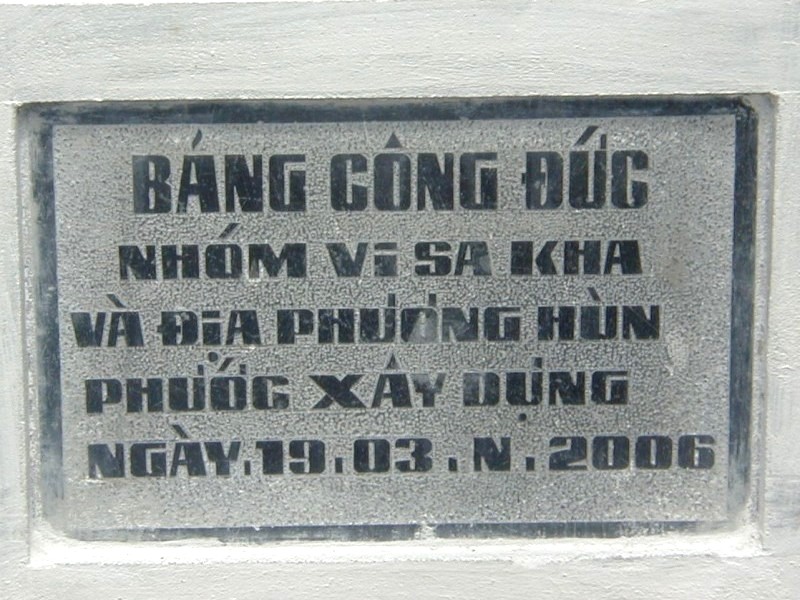 BẢNG CÔNG ĐỨC
NHÓM Vi SA KHA
VÀ ĐỊA PHƯƠNG HÙN
PHƯỚC XÂY DỰNG
NGÀY.19.03.N.2006